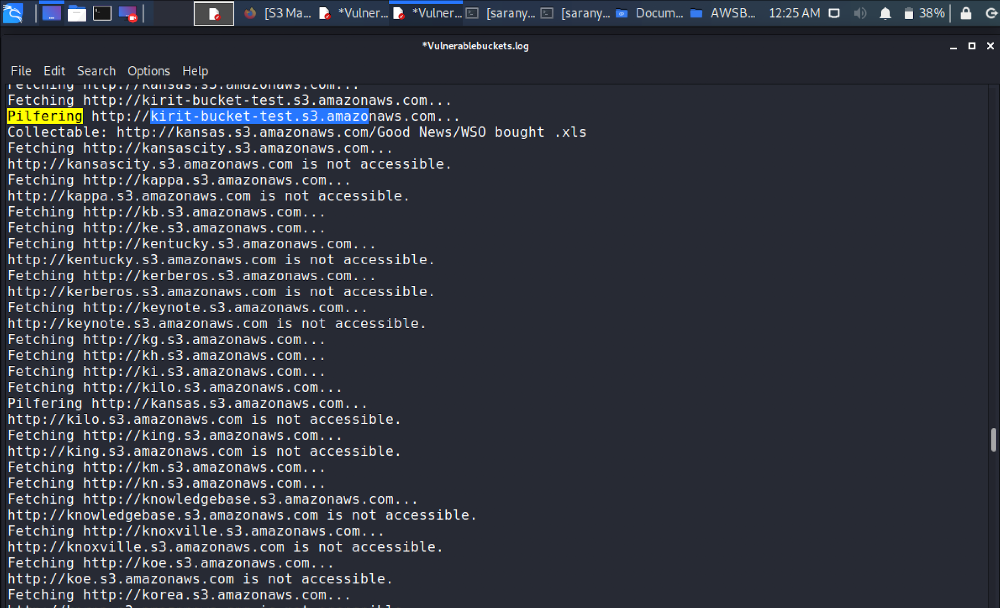 [S3 Ma... *Vulner... *Vulner... [sarany... [sarany... Docum... AWSB... 12:25 AM 38%
*Vulnerablebuckets.log
File Edit Search Options Help
Fetching http://kansas.s3.amazonaws.com...
Fetching http://kirit-bucket-test.s3.amazonaws.com...
Pilfering http://kirit-bucket-test.s3.amazonaws.com...
Collectable: http://kansas.s3.amazonaws.com/Good News/WSO bought .xls
Fetching http://kansascity.s3.amazonaws.com...
http://kansascity.s3.amazonaws.com is not accessible.
Fetching http://kappa.s3.amazonaws.com...
http://kappa.s3.amazonaws.com is not accessible.
Fetching http://kb.s3.amazonaws.com...
Fetching http://ke.s3.amazonaws.com...
Fetching http://kentucky.s3.amazonaws.com...
http://kentucky.s3.amazonaws.com is not accessible.
Fetching http://kerberos.s3.amazonaws.com...
http://kerberos.s3.amazonaws.com is not accessible.
Fetching http://keynote.s3.amazonaws.com...
http://keynote.s3.amazonaws.com is not accessible.
Fetching http://kg.s3.amazonaws.com...
Fetching http://kh.s3.amazonaws.com...
Fetching http://ki.s3.amazonaws.com...
Fetching http://kilo.s3.amazonaws.com...
Pilfering http://kansas.s3.amazonaws.com...
http://kilo.s3.amazonaws.com is not accessible.
Fetching http://king.s3.amazonaws.com...
http://king.s3.amazonaws.com is not accessible.
Fetching http://km.s3.amazonaws.com...
Fetching http://kn.s3.amazonaws.com...
Fetching http://knowledgebase.s3.amazonaws.com...
http://knowledgebase.s3.amazonaws.com is not accessible.
Fetching http://knoxville.s3.amazonaws.com...
http://knoxville.s3.amazonaws.com is not accessible.
Fetching http://koe.s3.amazonaws.com...
http://koe.s3.amazonaws.com is not accessible.
Fetching http://korea.s3.amazonaws.com...